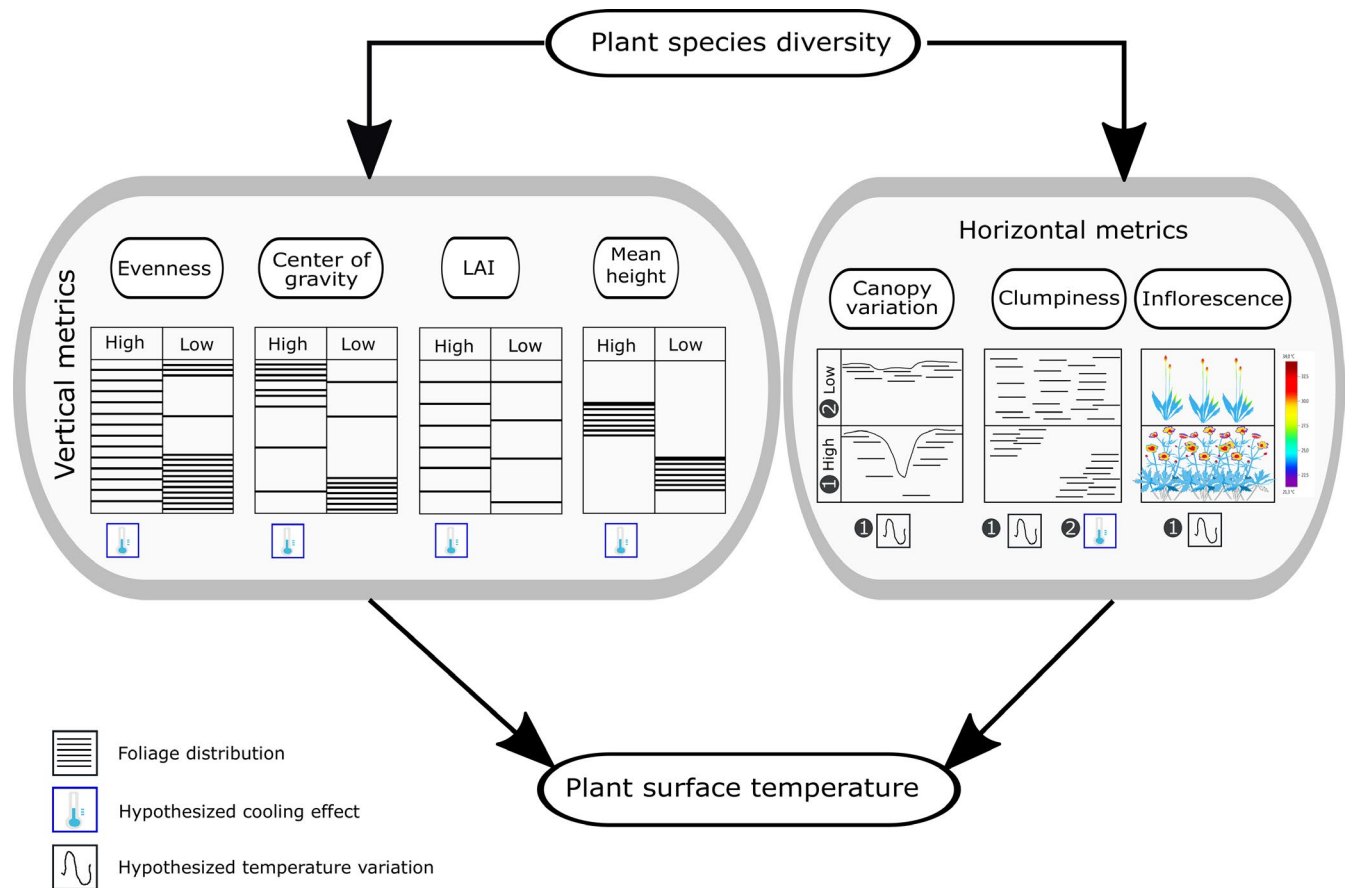 Plant species diversity
Vertical metrics
Evenness
Center of
gravity
LAI
Mean
height
High Low
High Low
High Low
High Low
Horizontal metrics
Canopy
variation
Clumpiness
Inflorescence
2 Low
1 High
1
1
2
1
Plant surface temperature
Foliage distribution
Hypothesized cooling effect
Hypothesized temperature variation